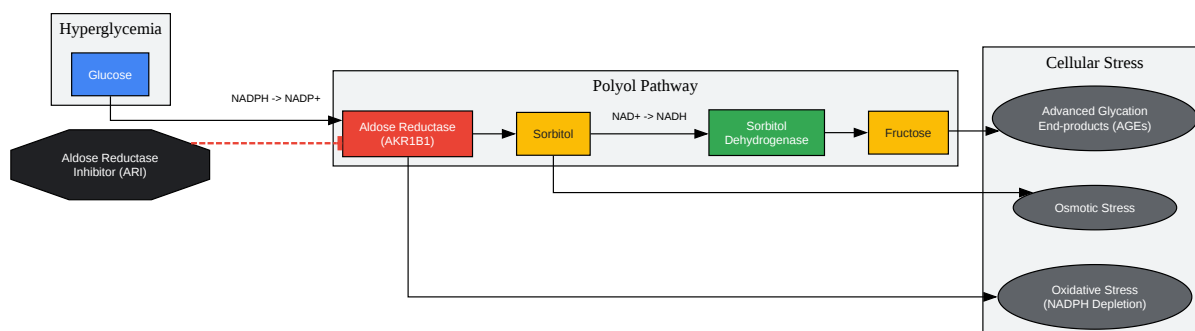 Hyperglycemia
Glucose
NADPH -> NADP+
Aldose Reductase
Inhibitor (ARI)
Polyol Pathway
Aldose Reductase
(AKR1B1)
Sorbitol
NAD+ -> NADH
Sorbitol
Dehydrogenase
Fructose
Cellular Stress
Advanced Glycation
End-products (AGEs)
Osmotic Stress
Oxidative Stress
(NADPH Depletion)